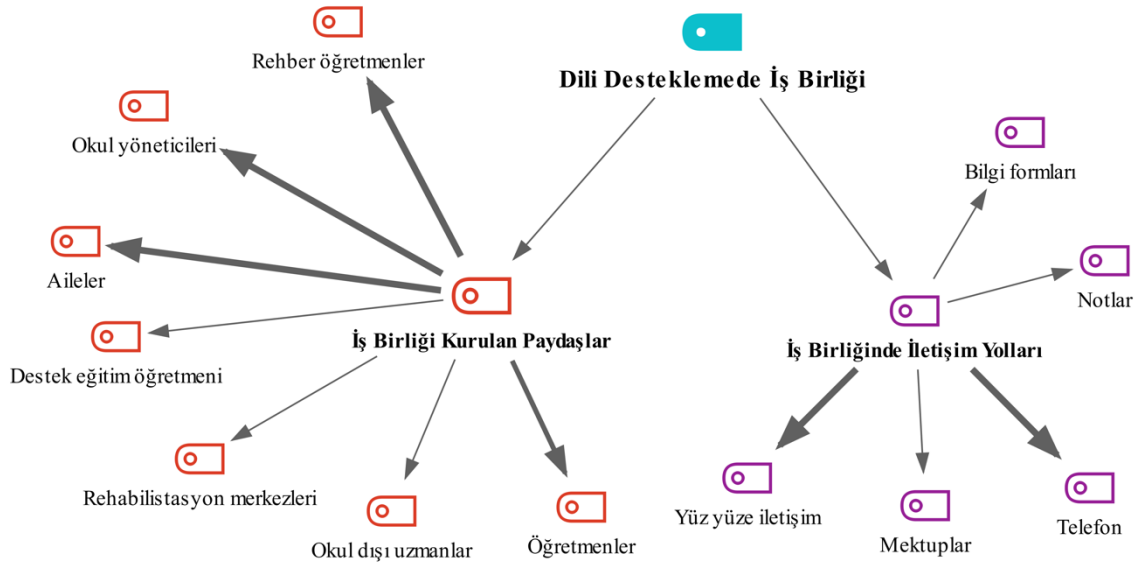 Dili Desteklemede İş Birliği
Rehber öğretmenler
Okul yöneticileri
Aileler
Destek eğitim öğretmeni
İş Birliği Kurulan Paydaşlar
Rehabilistasyon merkezleri
Okul dışı uzmanlar
Öğretmenler
Bilgi formları
Notlar
İş Birliğinde İletişim Yolları
Yüz yüze iletişim
Mektuplar
Telefon